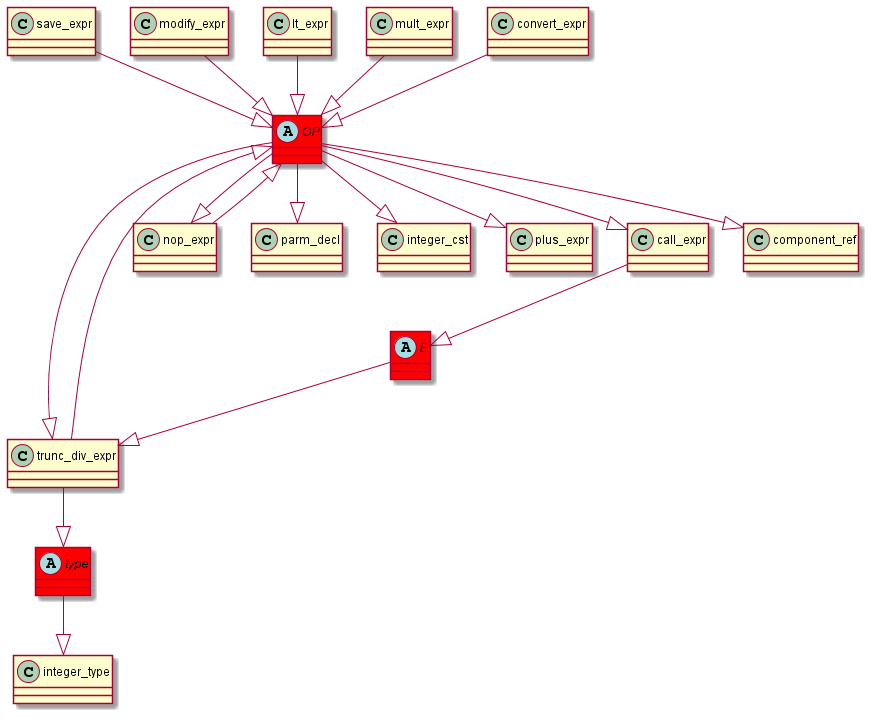 C save_expr
C modify_expr
C lt_expr
C mult_expr
C convert_expr
A OP
C nop_expr
C parm_decl
C integer_cst
C plus_expr
C call_expr
C component_ref
A E
C trunc_div_expr
A type
C integer_type